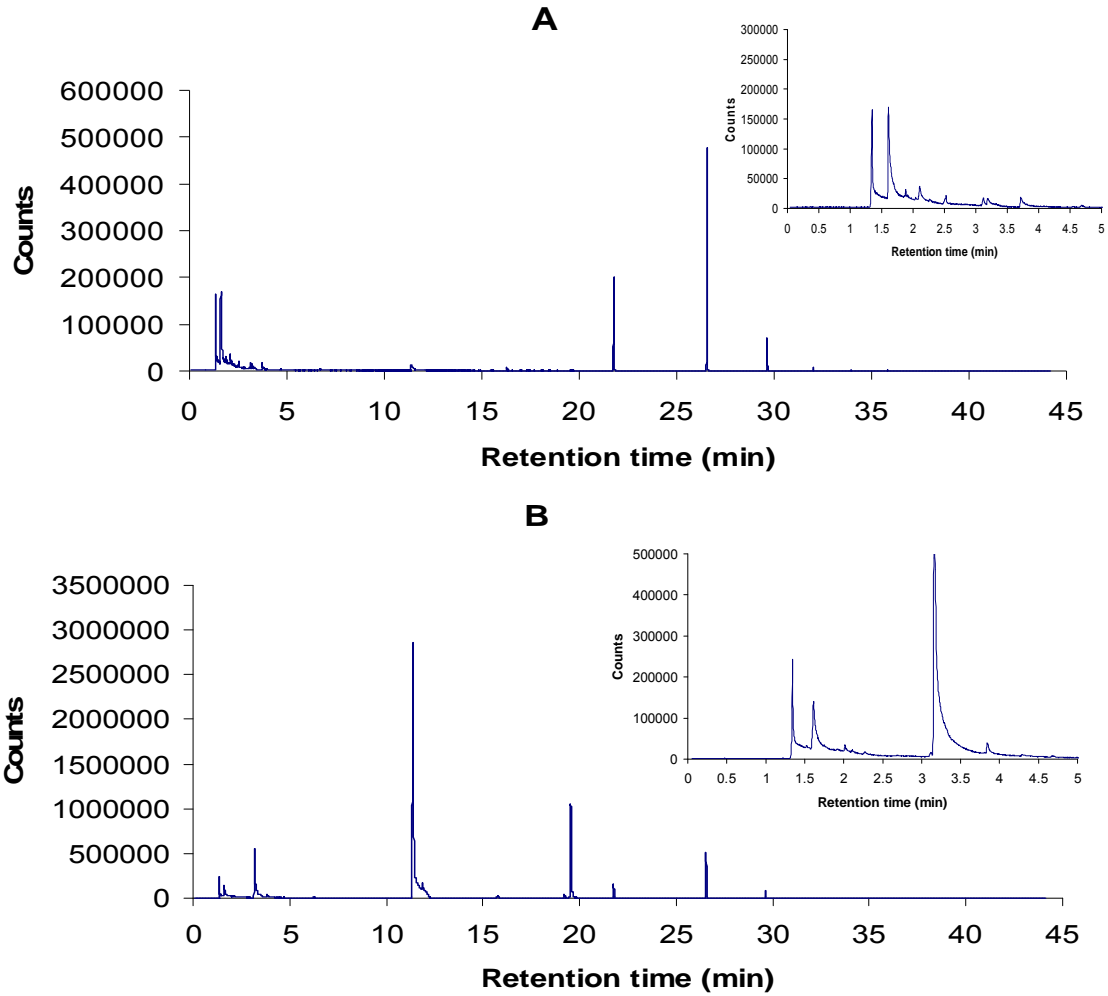 A
600000
500000
400000
300000
200000
100000
0
Counts
0 5 10 15 20 25 30 35 40 45
Retention time (min)
300000
250000
200000
150000
100000
50000
0
Counts
0 0.5 1 1.5 2 2.5 3 3.5 4 4.5 5
Retention time (min)
B
3500000
3000000
2500000
2000000
1500000
1000000
500000
0
Counts
0 5 10 15 20 25 30 35 40 45
Retention time (min)
500000
400000
300000
200000
100000
0
Counts
0 0.5 1 1.5 2 2.5 3 3.5 4 4.5 5
Retention time (min)